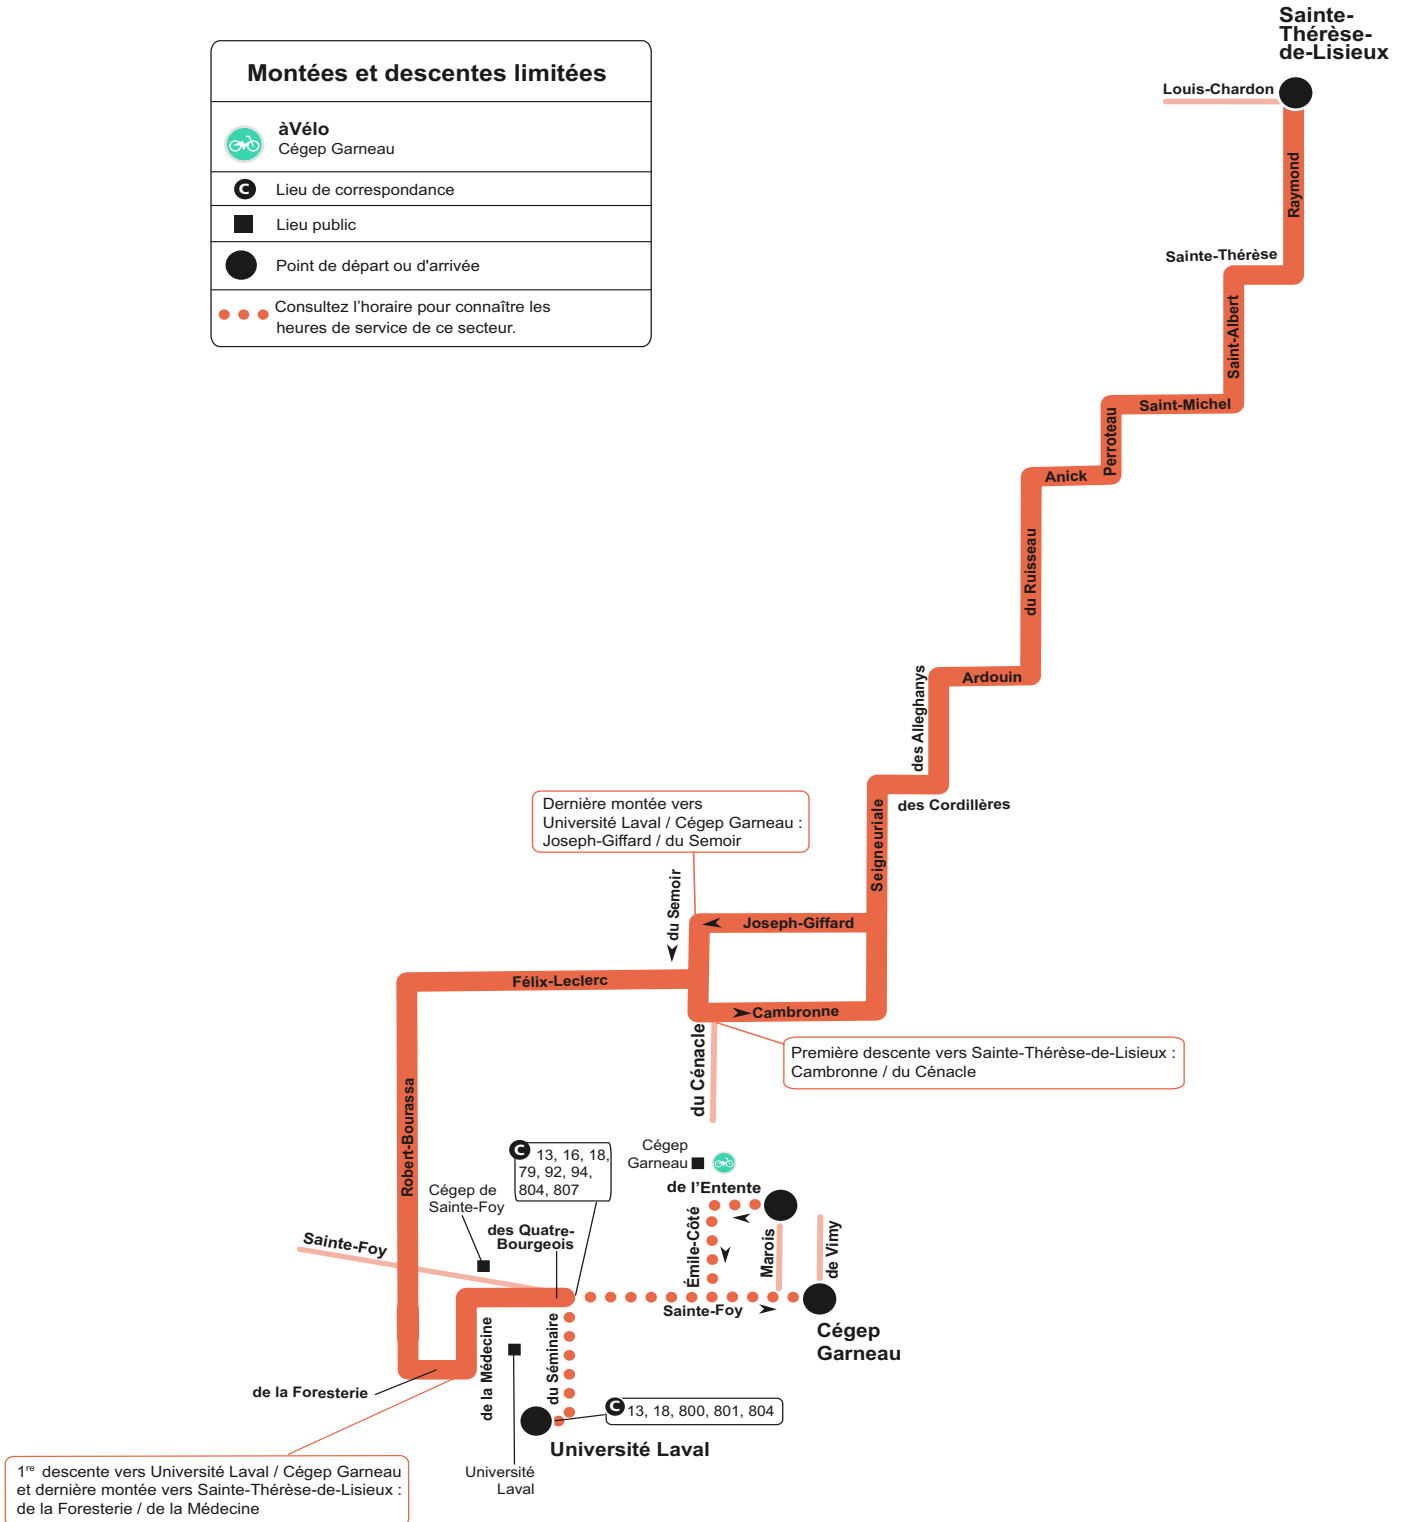 Sainte-
Thérèse-
de-Lisieux
Montées et descentes limitées
àVélo
Cégep Garneau
C Lieu de correspondance
Lieu public
Point de départ ou d'arrivée
Consultez l'horaire pour connaître les
heures de service de ce secteur.
Louis-Chardon
Raymond
Sainte-Thérèse
Saint-Albert
Saint-Michel
Perroteau
Anick
du Ruisseau
Ardouin
des Alleghanys
des Cordillères
Seigneuriale
Dernière montée vers
Université Laval / Cégep Garneau :
Joseph-Giffard / du Semoir
du Semoir
Joseph-Giffard
Félix-Leclerc
Cambronne
du Cénacle
Première descente vers Sainte-Thérèse-de-Lisieux :
Cambronne / du Cénacle
Robert-Bourassa
C 13, 16, 18,
79, 92, 94,
804, 807
Cégep
Garneau
de l'Entente
Cégep de
Sainte-Foy
des Quatre-
Bourgeois
Émile-Côté
Marois
de Vimy
Sainte-Foy
Sainte-Foy
Cégep
Garneau
de la Médecine
du Séminaire
de la Foresterie
C 13, 18, 800, 801, 804
Université Laval
Université
Laval
1re descente vers Université Laval / Cégep Garneau
et dernière montée vers Sainte-Thérèse-de-Lisieux :
de la Foresterie / de la Médecine